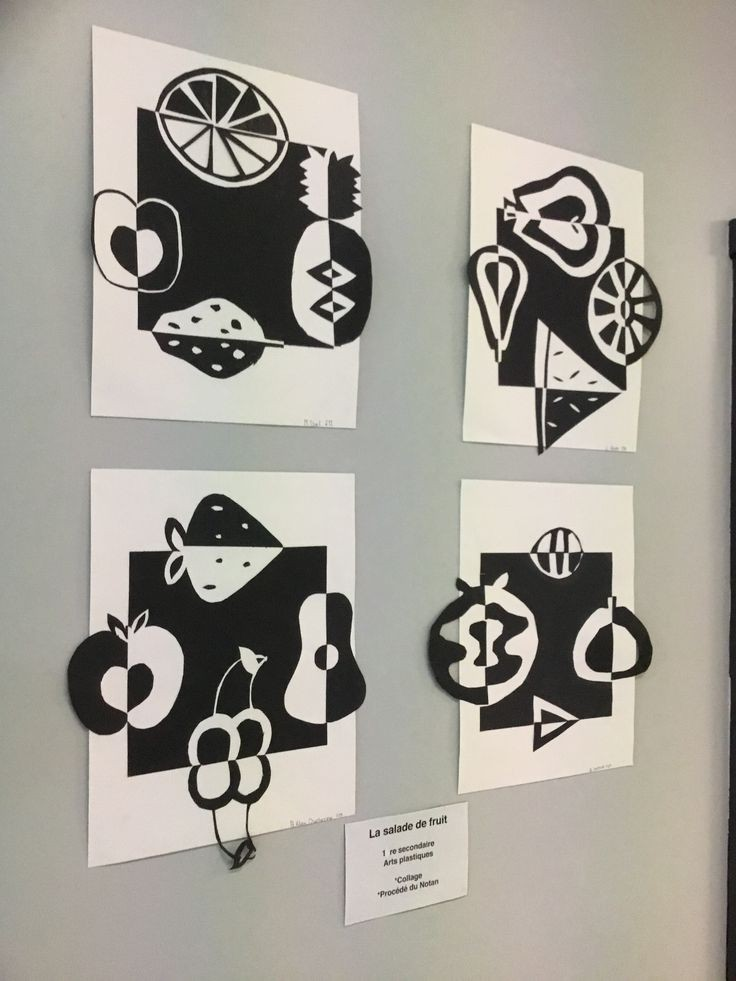 La salade de fruit
1 re secondaire
Arts plastiques
*Collage
*Procédé du Notan